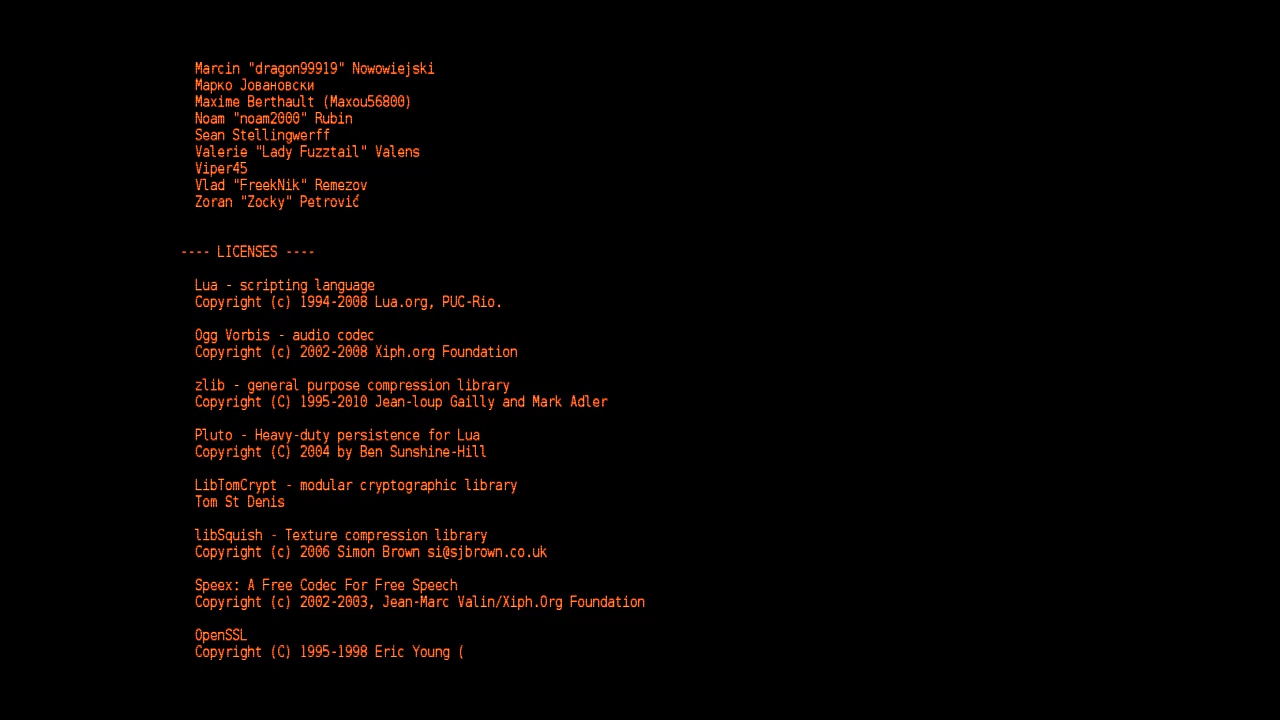 Marcin "dragon99919" Nowowiejski
Марко Јовановски
Maxime Berthault (Maxou56800)
Noam "noam2000" Rubin
Sean Stellingwerff
Valerie "Lady Fuzztail" Valens
Viper45
Vlad "FreekNik" Remezov
Zoran "Zocky" Petrović
---- LICENSES ----
Lua - scripting language
Copyright (c) 1994-2008 Lua.org, PUC-Rio.
Ogg Vorbis - audio codec
Copyright (c) 2002-2008 Xiph.org Foundation
zlib - general purpose compression library
Copyright (C) 1995-2010 Jean-loup Gailly and Mark Adler
Pluto - Heavy-duty persistence for Lua
Copyright (C) 2004 by Ben Sunshine-Hill
LibTomCrypt - modular cryptographic library
Tom St Denis
libSquish - Texture compression library
Copyright (c) 2006 Simon Brown si@sjbrown.co.uk
Speex: A Free Codec For Free Speech
Copyright (c) 2002-2003, Jean-Marc Valin/Xiph.Org Foundation
OpenSSL
Copyright (C) 1995-1998 Eric Young (